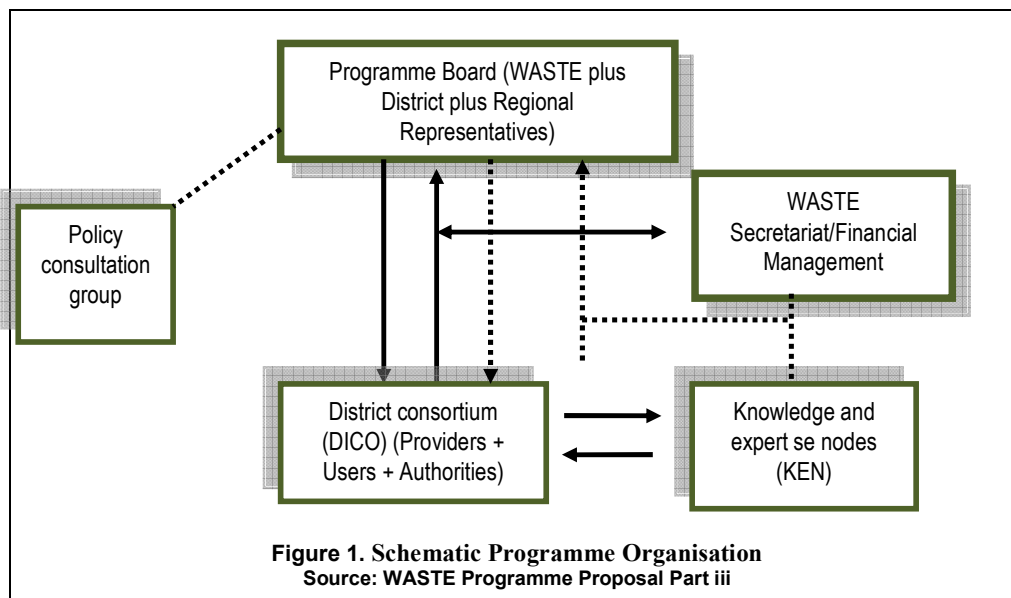 Programme Board (WASTE plus
District plus Regional
Representatives)
WASTE
Secretariat/Financial
Management
Policy
consultation
group
District consortium
(DICO) (Providers +
Users + Authorities)
Knowledge and
expert se nodes
(KEN)
Figure 1. Schematic Programme Organisation
Source: WASTE Programme Proposal Part iii